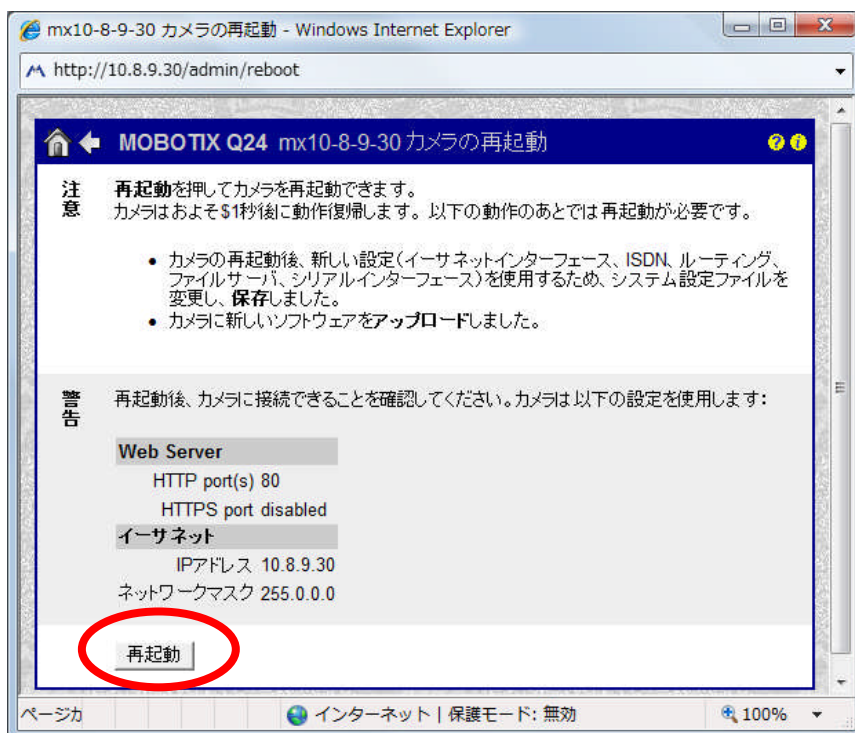 mx10-8-9-30 カメラの再起動 - Windows Internet Explorer
http://10.8.9.30/admin/reboot
MOBOTIX Q24 mx10-8-9-30 カメラの再起動
注意
再起動を押してカメラを再起動できます。
カメラはおよそ$1秒後に動作復帰します。以下の動作のあとでは再起動が必要です。
• カメラの再起動後、新しい設定(イーサネットインターフェース、ISDN、ルーティング、
ファイルサーバ、シリアルインターフェース)を使用するため、システム設定ファイルを
変更し、保存しました。
• カメラに新しいソフトウェアをアップロードしました。
警告
再起動後、カメラに接続できることを確認してください。カメラは以下の設定を使用します:
Web Server
HTTP port(s) 80
HTTPS port disabled
イーサネット
IPアドレス 10.8.9.30
ネットワークマスク 255.0.0.0
再起動
ページカ インターネット | 保護モード: 無効 100%